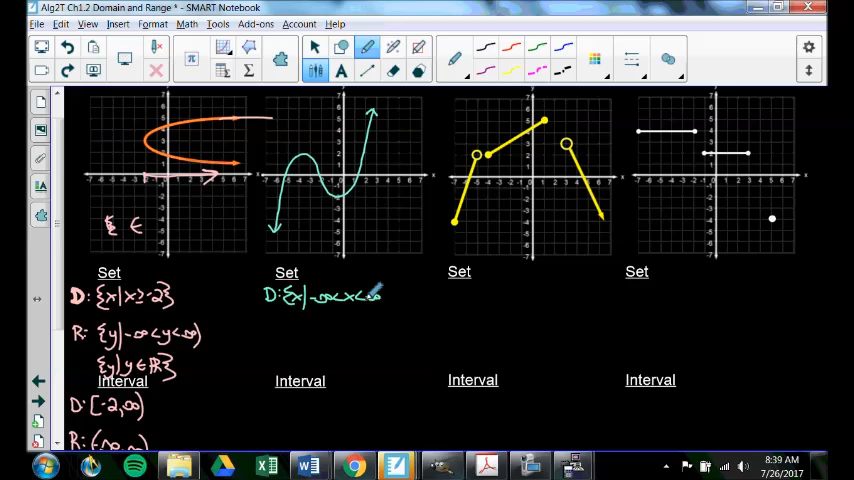 Alg2T Ch1.2 Domain and Range * - SMART Notebook
File Edit View Insert Format Math Tools Add-ons Account Help
{ ∈
Set Set Set Set
D: {x|x≥-2} D: {x|-∞<x<∞
R: {y|-∞<y<∞}
{y|y∈ℝ}
Interval Interval Interval Interval
D: [-2,∞)
R: (-∞,∞)
8:39 AM
7/26/2017